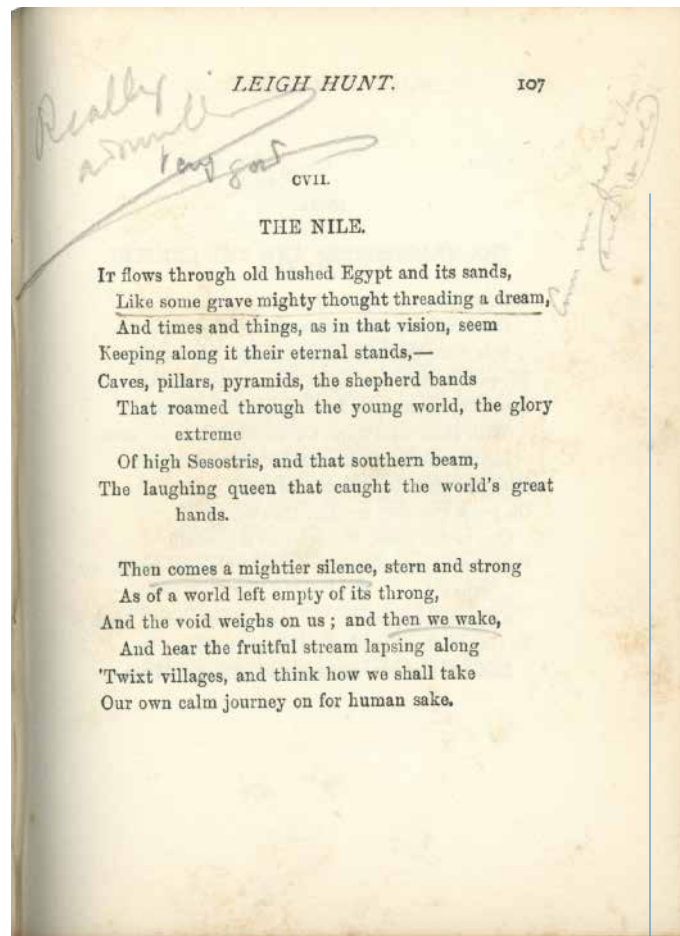 LEIGH HUNT. 107
Really
very good
CVII.
THE NILE.
IT flows through old hushed Egypt and its sands,
Like some grave mighty thought threading a dream,
And times and things, as in that vision, seem
Keeping along it their eternal stands,—
Caves, pillars, pyramids, the shepherd bands
That roamed through the young world, the glory
extreme
Of high Sesostris, and that southern beam,
The laughing queen that caught the world's great
hands.
Then comes a mightier silence, stern and strong
As of a world left empty of its throng,
And the void weighs on us; and then we wake,
And hear the fruitful stream lapsing along
'Twixt villages, and think how we shall take
Our own calm journey on for human sake.